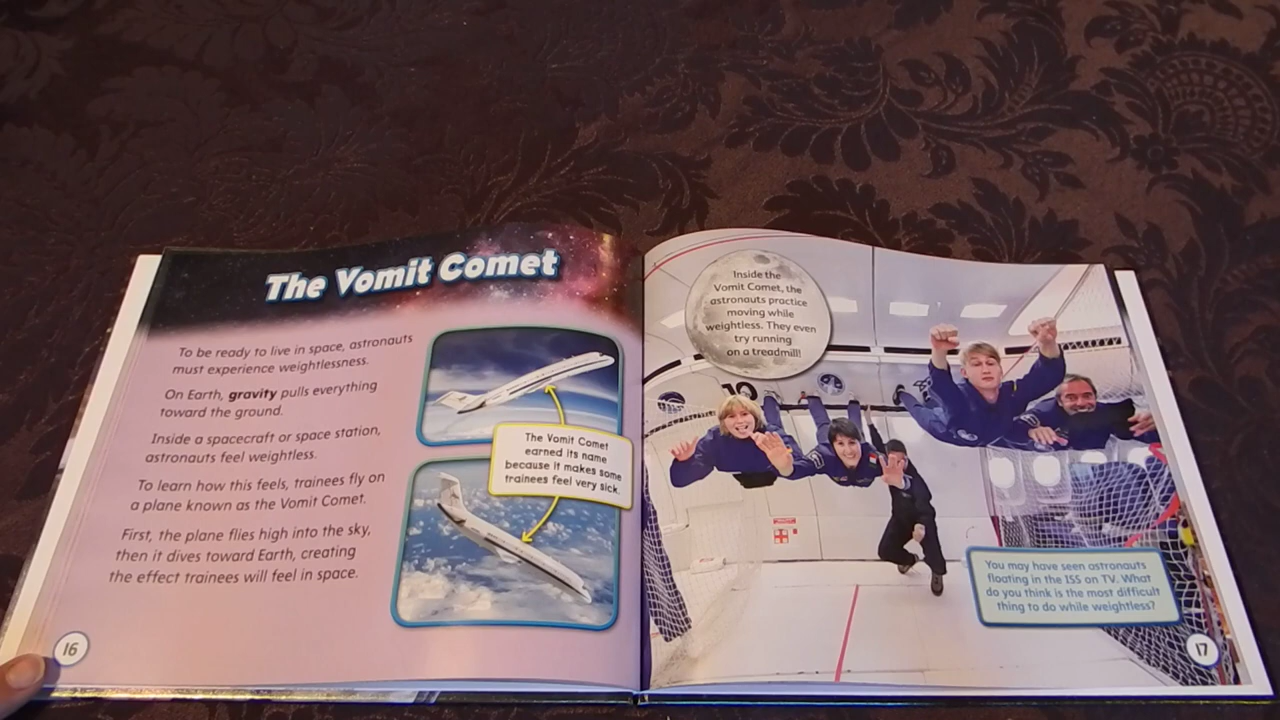 The Vomit Comet
To be ready to live in space, astronauts
must experience weightlessness.
On Earth, gravity pulls everything
toward the ground.
Inside a spacecraft or space station,
astronauts feel weightless.
To learn how this feels, trainees fly on
a plane known as the Vomit Comet.
First, the plane flies high into the sky,
then it dives toward Earth, creating
the effect trainees will feel in space.
The Vomit Comet
earned its name
because it makes some
trainees feel very sick.
16
Inside the
Vomit Comet, the
astronauts practice
moving while
weightless. They even
try running
on a treadmill!
You may have seen astronauts
floating in the ISS on TV. What
do you think is the most difficult
thing to do while weightless?
17